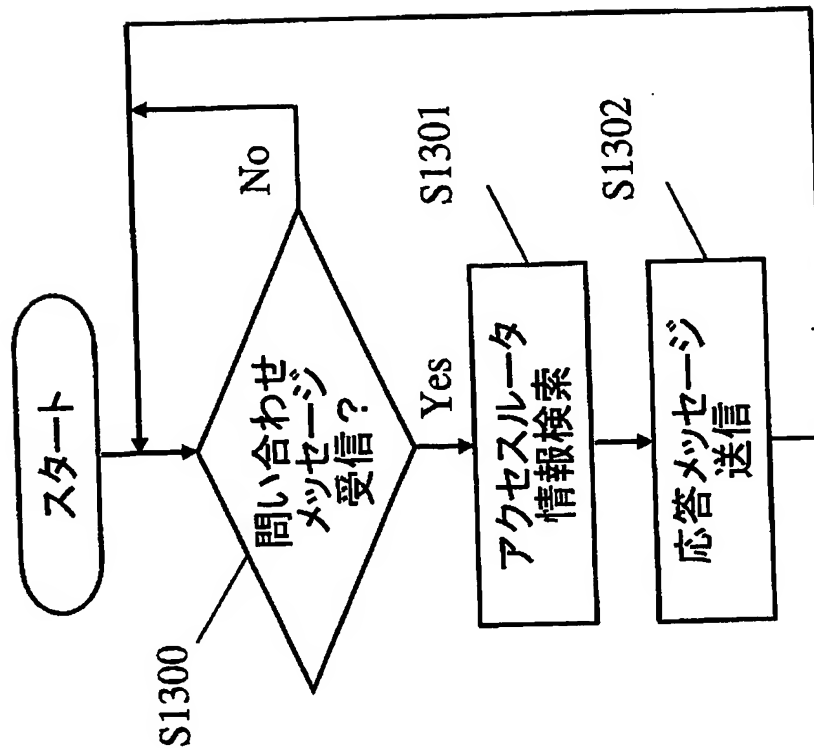 スタート
S1300
問い合わせ
メッセージ
受信?
No
Yes
S1301
アクセスルータ
情報検索
S1302
応答メッセージ
送信